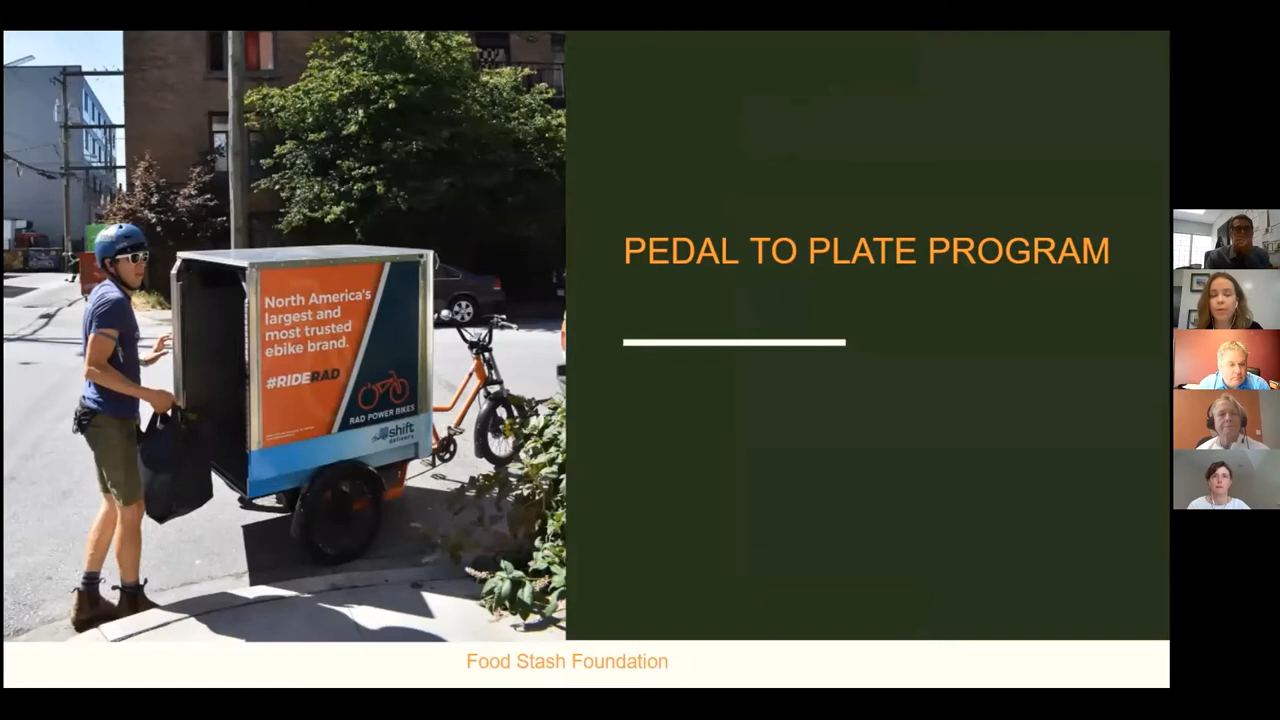 North America's
largest and
most trusted
ebike brand.
#RIDERAD
RAD POWER BIKES
shift
delivery
PEDAL TO PLATE PROGRAM
Food Stash Foundation